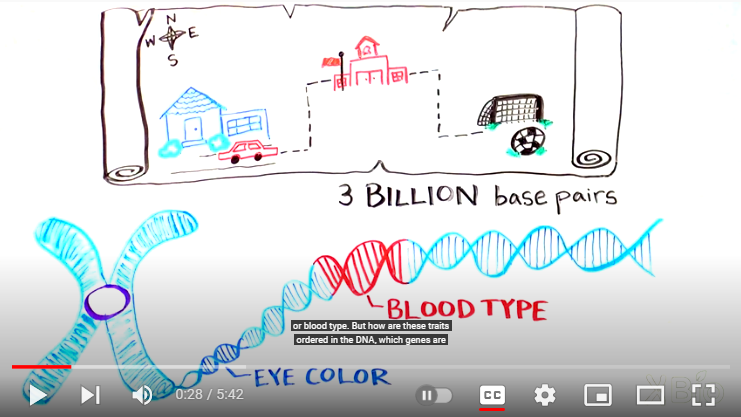 N
W E
S
a
3 BILLION base pairs
BLOOD TYPE
or blood type. But how are these traits
ordered in the DNA, which genes are
EYE COLOR
0:28 / 5:42
CC